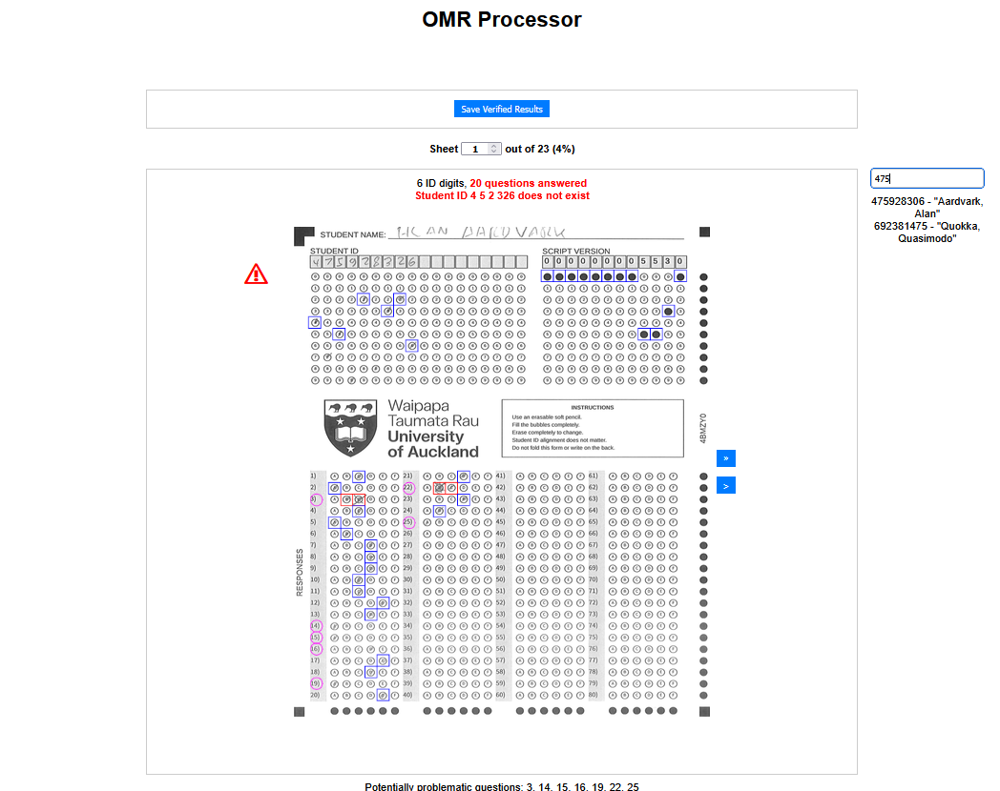 OMR Processor
Save Verified Results
Sheet 1 out of 23 (4%)
6 ID digits, 20 questions answered
Student ID 4 5 2 326 does not exist
475
475928306 - "Aardvark,
Alan"
692381475 - "Quokka,
Quasimodo"
STUDENT NAME: ALAN AARDVARK
STUDENT ID
4 7 5 9 2 8 3 2 6
SCRIPT VERSION
0 0 0 0 0 0 0 0 5 5 3 0
Waipapa
Taumata Rau
University
of Auckland
INSTRUCTIONS
Use an erasable soft pencil.
Fill the bubbles completely.
Erase completely to change.
Student ID alignment does not matter.
Do not fold this form or write on the back.
4BMZY0
»
>
RESPONSES
1) 21) 41) 61)
2) 22) 42) 62)
3) 23) 43) 63)
4) 24) 44) 64)
5) 25) 45) 65)
6) 26) 46) 66)
7) 27) 47) 67)
8) 28) 48) 68)
9) 29) 49) 69)
10) 30) 50) 70)
11) 31) 51) 71)
12) 32) 52) 72)
13) 33) 53) 73)
14) 34) 54) 74)
15) 35) 55) 75)
16) 36) 56) 76)
17) 37) 57) 77)
18) 38) 58) 78)
19) 39) 59) 79)
20) 40) 60) 80)
Potentially problematic questions: 3, 14, 15, 16, 19, 22, 25